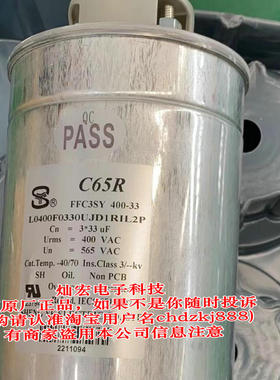 QC
PASS
C65R
FFC3SY 400-33
L0400F0330UJD1RIL2P
Cn = 3*33 uF
Urms = 400 VAC
Un = 565 VAC
Cat.Temp. -40/70 Ins.Class 3/--kv
SH Oil. Non PCB
灿宏电子科技
原厂正品,如果不是你随时投诉
购请认准淘宝用户名chdzkj888)
有商家盗用本公司信息注意
2211094